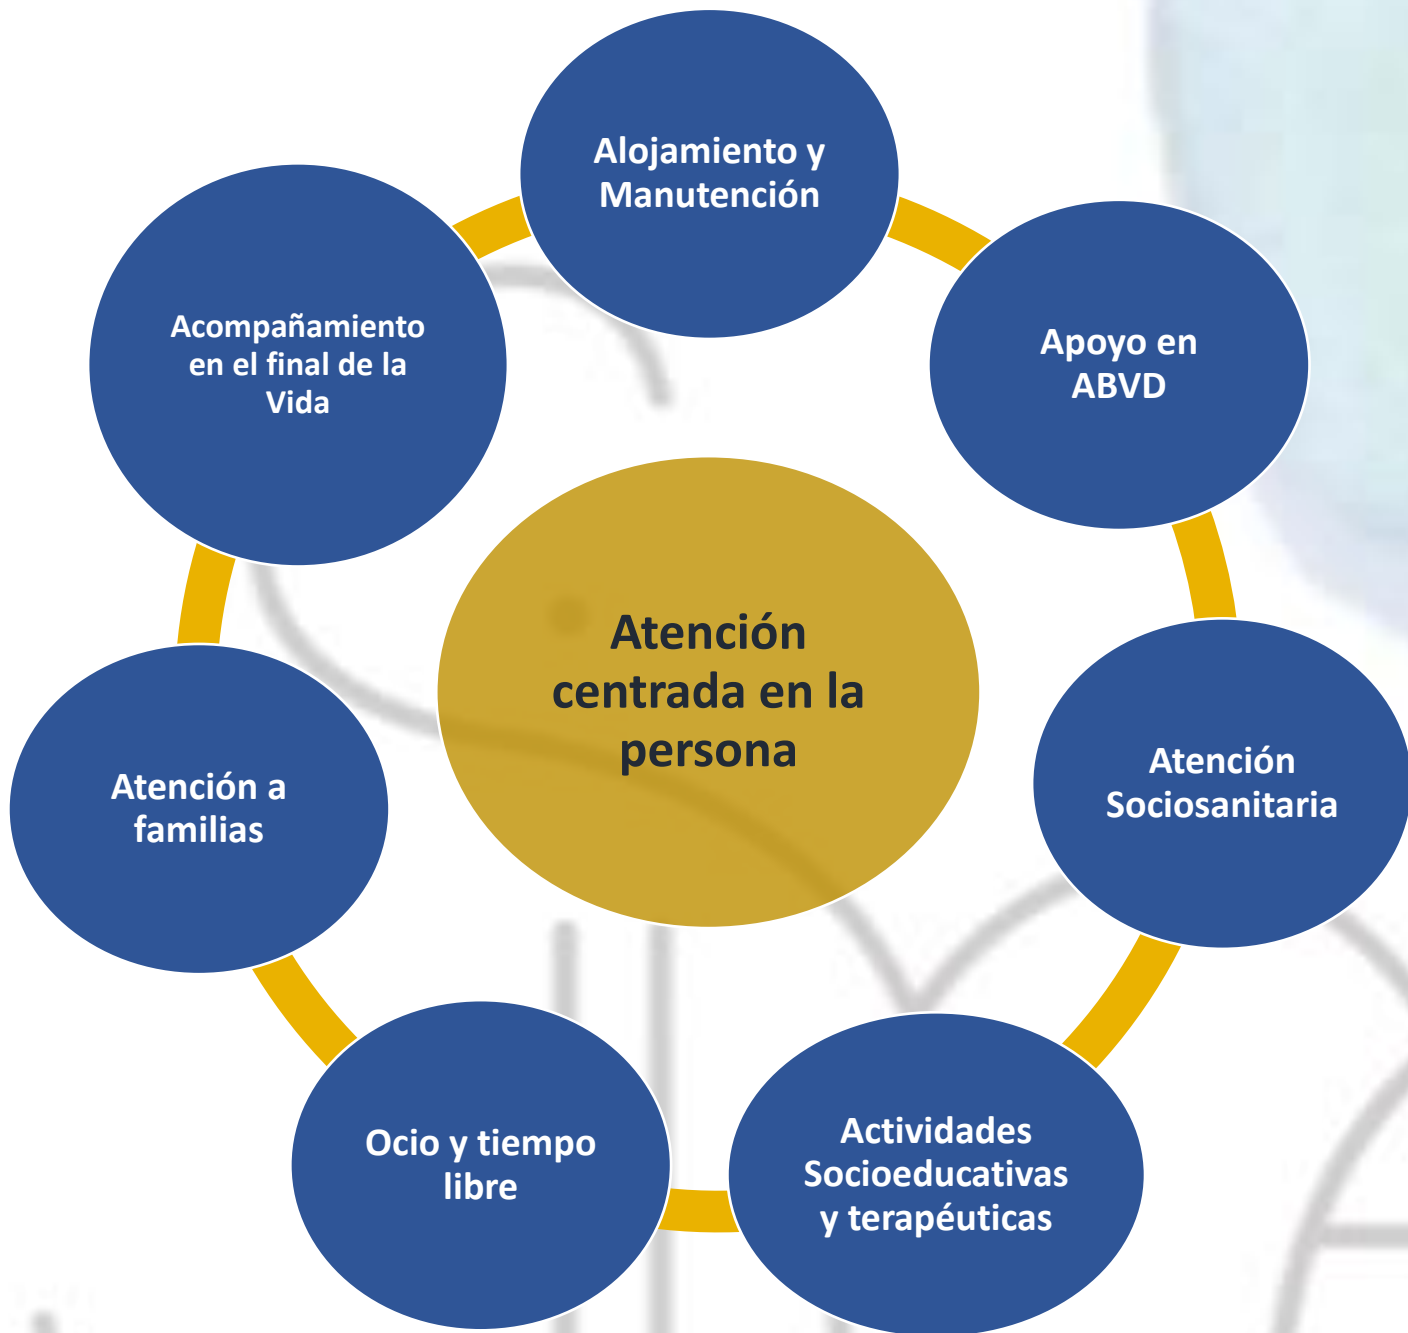 Alojamiento y
Manutención
Apoyo en
ABVD
Atención
Sociosanitaria
Actividades
Socioeducativas
y terapéuticas
Ocio y tiempo
libre
Atención a
familias
Acompañamiento
en el final de la
Vida
Atención
centrada en la
persona